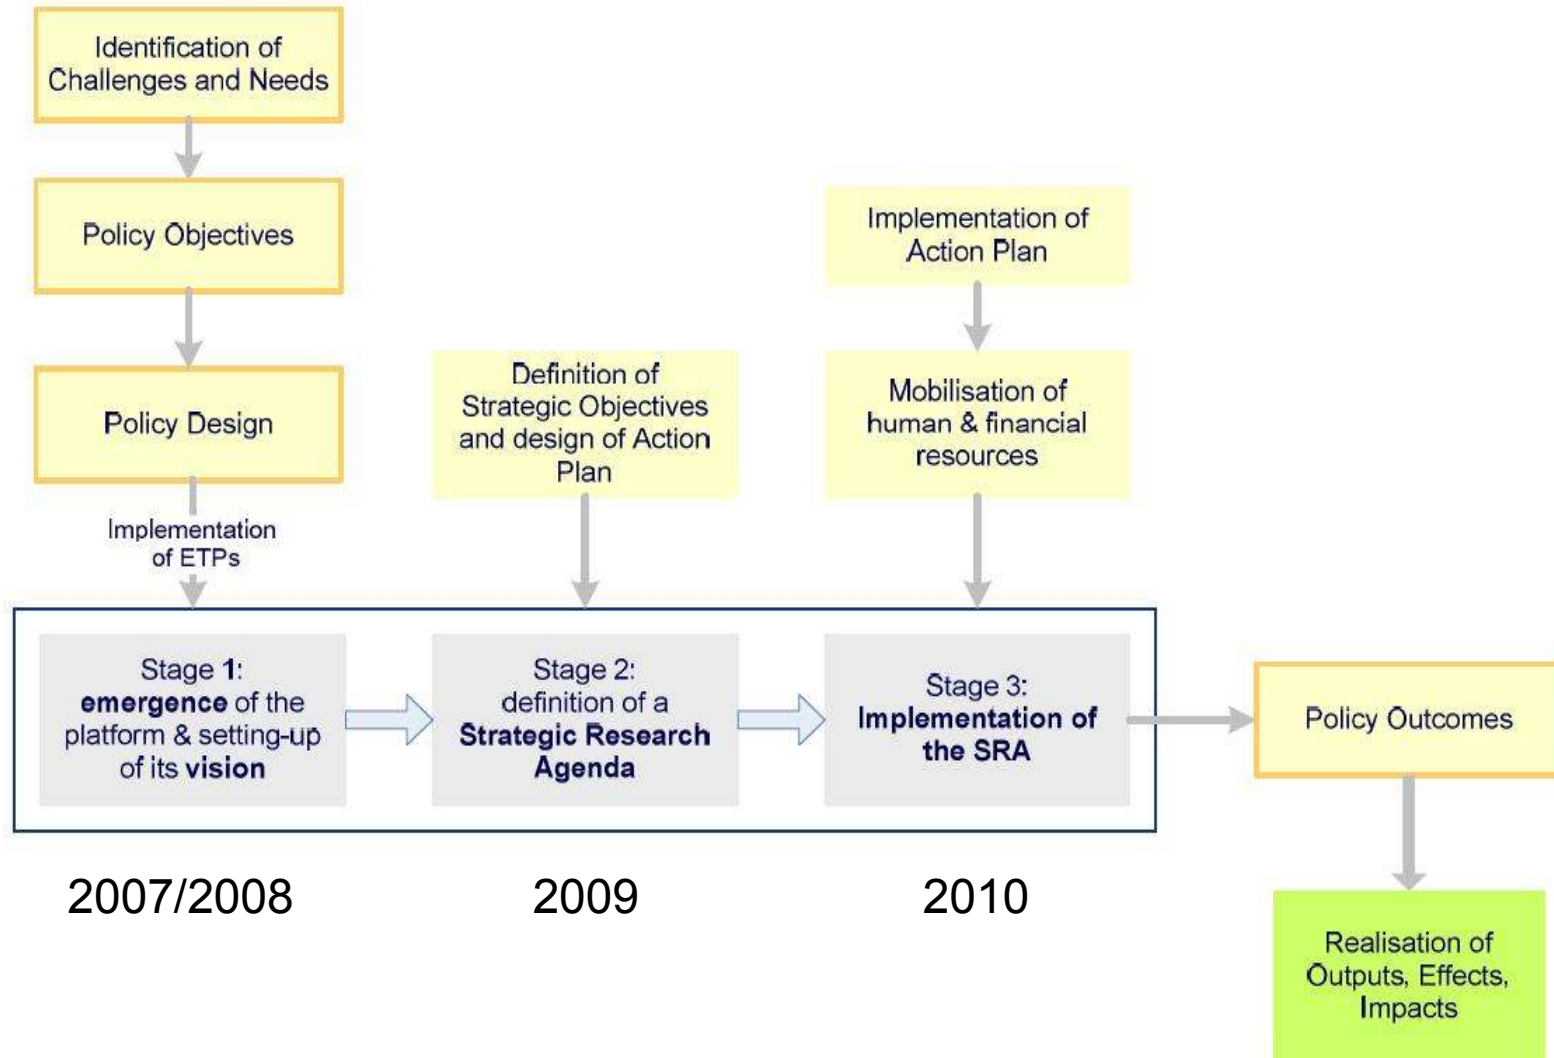 Identification of
Challenges and Needs
Policy Objectives
Policy Design
Implementation
of ETPs
Definition of
Strategic Objectives
and design of Action
Plan
Implementation of
Action Plan
Mobilisation of
human & financial
resources
Stage 1:
emergence of the
platform & setting-up
of its vision
Stage 2:
definition of a
Strategic Research
Agenda
Stage 3:
Implementation of
the SRA
Policy Outcomes
2007/2008
2009
2010
Realisation of
Outputs, Effects,
Impacts